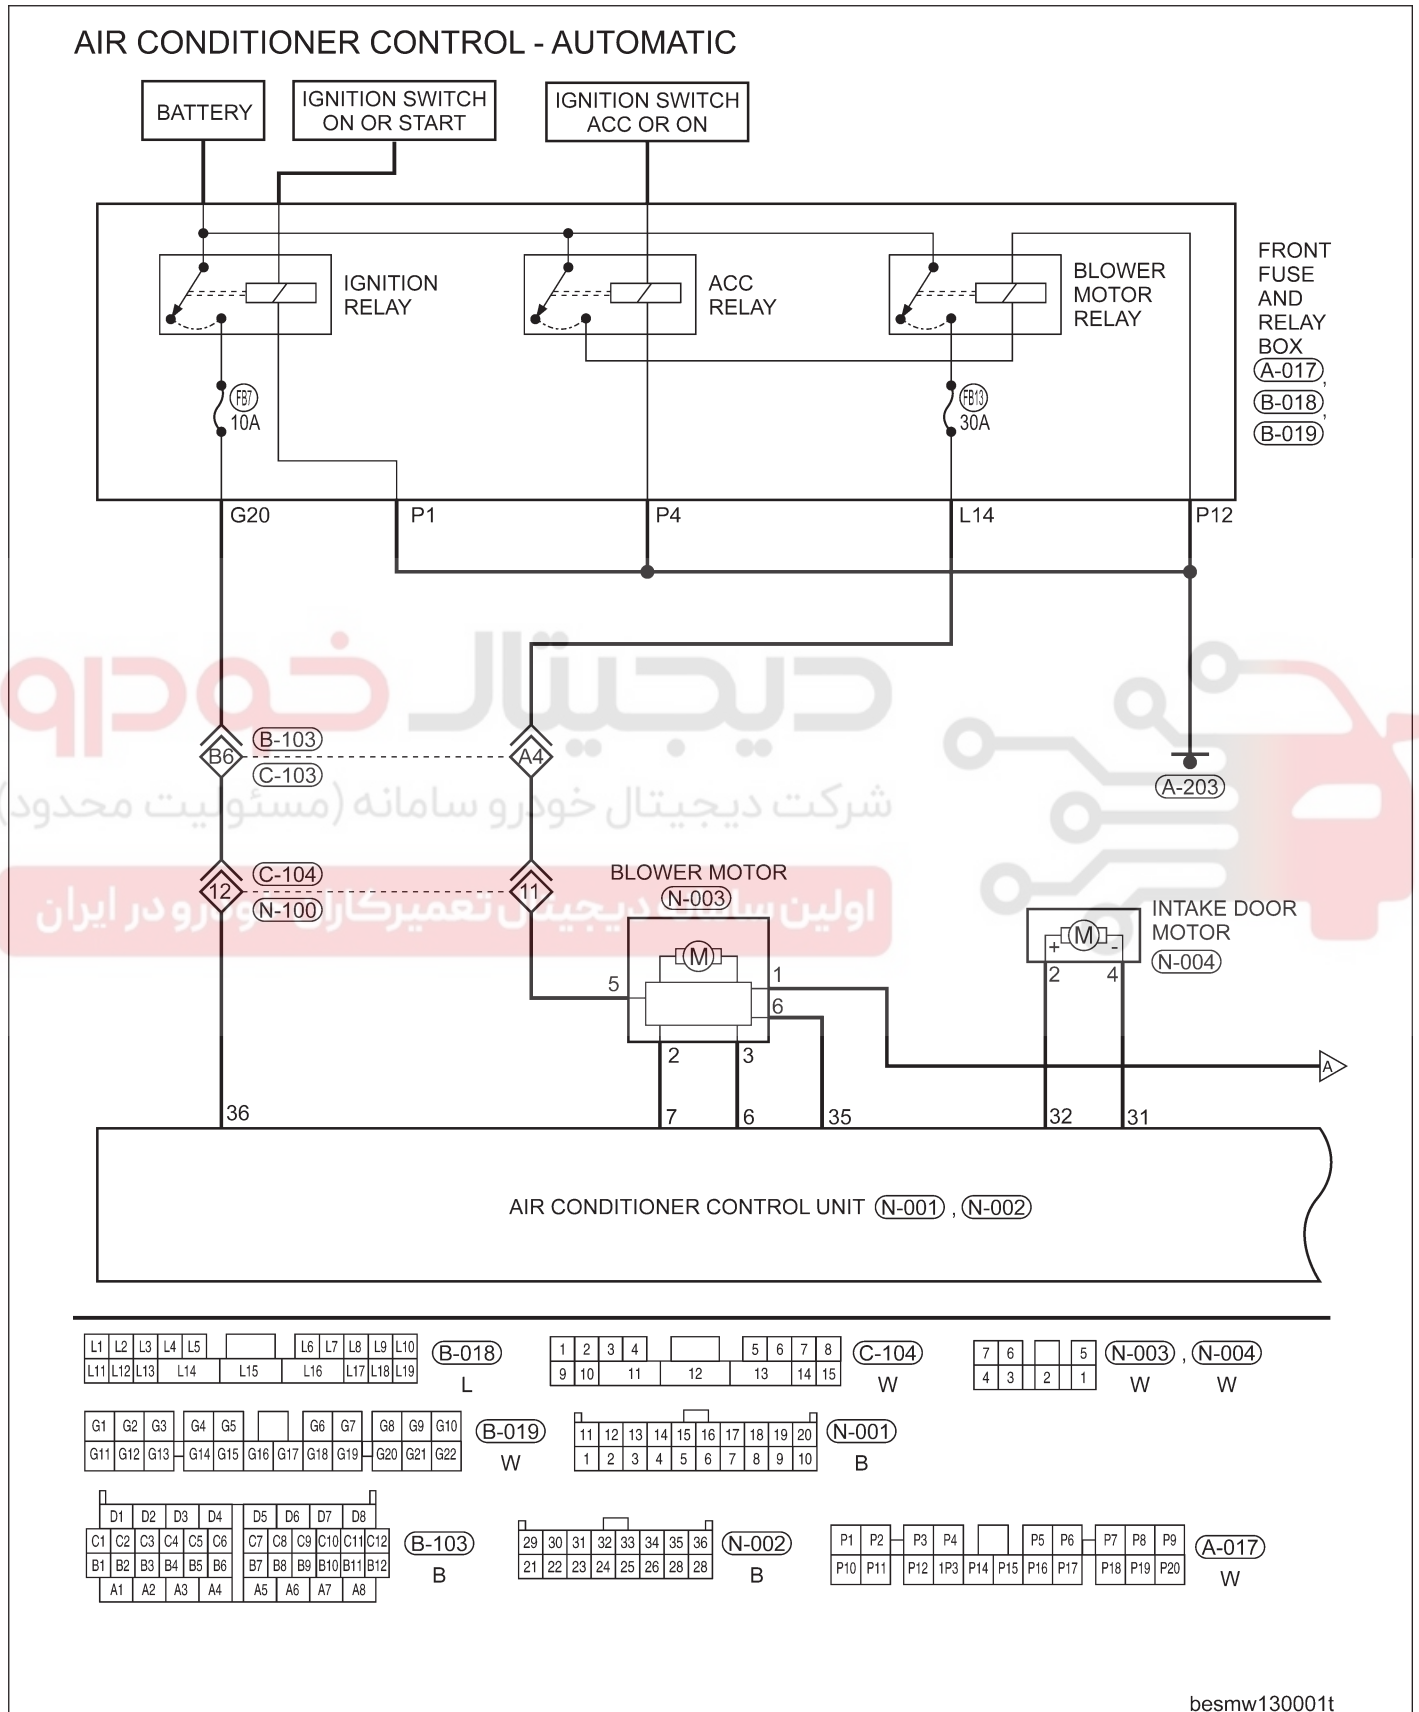 AIR CONDITIONER CONTROL - AUTOMATIC
BATTERY
IGNITION SWITCH
ON OR START
IGNITION SWITCH
ACC OR ON
IGNITION
RELAY
ACC
RELAY
BLOWER
MOTOR
RELAY
FRONT
FUSE
AND
RELAY
BOX
A-017,
B-018,
B-019
FB7
10A
FB13
30A
G20
P1
P4
L14
P12
دیجیتال خودرو
B6
B-103
C-103
A4
A-203
شرکت دیجیتال خودرو سامانه (مسئولیت محدود)
12
C-104
N-100
11
BLOWER MOTOR
N-003
اولین سامانه دیجیتال تعمیرکاران خودرو در ایران
INTAKE DOOR
MOTOR
N-004
M
M
+ -
5
1
6
2
3
2
4
A
36
7
6
35
32
31
AIR CONDITIONER CONTROL UNIT N-001 , N-002
L1 L2 L3 L4 L5 L6 L7 L8 L9 L10
L11 L12 L13 L14 L15 L16 L17 L18 L19
B-018
L
1 2 3 4 5 6 7 8
9 10 11 12 13 14 15
C-104
W
7 6 5
4 3 2 1
N-003 , N-004
W W
G1 G2 G3 G4 G5 G6 G7 G8 G9 G10
G11 G12 G13 G14 G15 G16 G17 G18 G19 G20 G21 G22
B-019
W
11 12 13 14 15 16 17 18 19 20
1 2 3 4 5 6 7 8 9 10
N-001
B
D1 D2 D3 D4 D5 D6 D7 D8
C1 C2 C3 C4 C5 C6 C7 C8 C9 C10 C11 C12
B1 B2 B3 B4 B5 B6 B7 B8 B9 B10 B11 B12
A1 A2 A3 A4 A5 A6 A7 A8
B-103
B
29 30 31 32 33 34 35 36
21 22 23 24 25 26 28 28
N-002
B
P1 P2 P3 P4 P5 P6 P7 P8 P9
P10 P11 P12 1P3 P14 P15 P16 P17 P18 P19 P20
A-017
W
besmw130001t